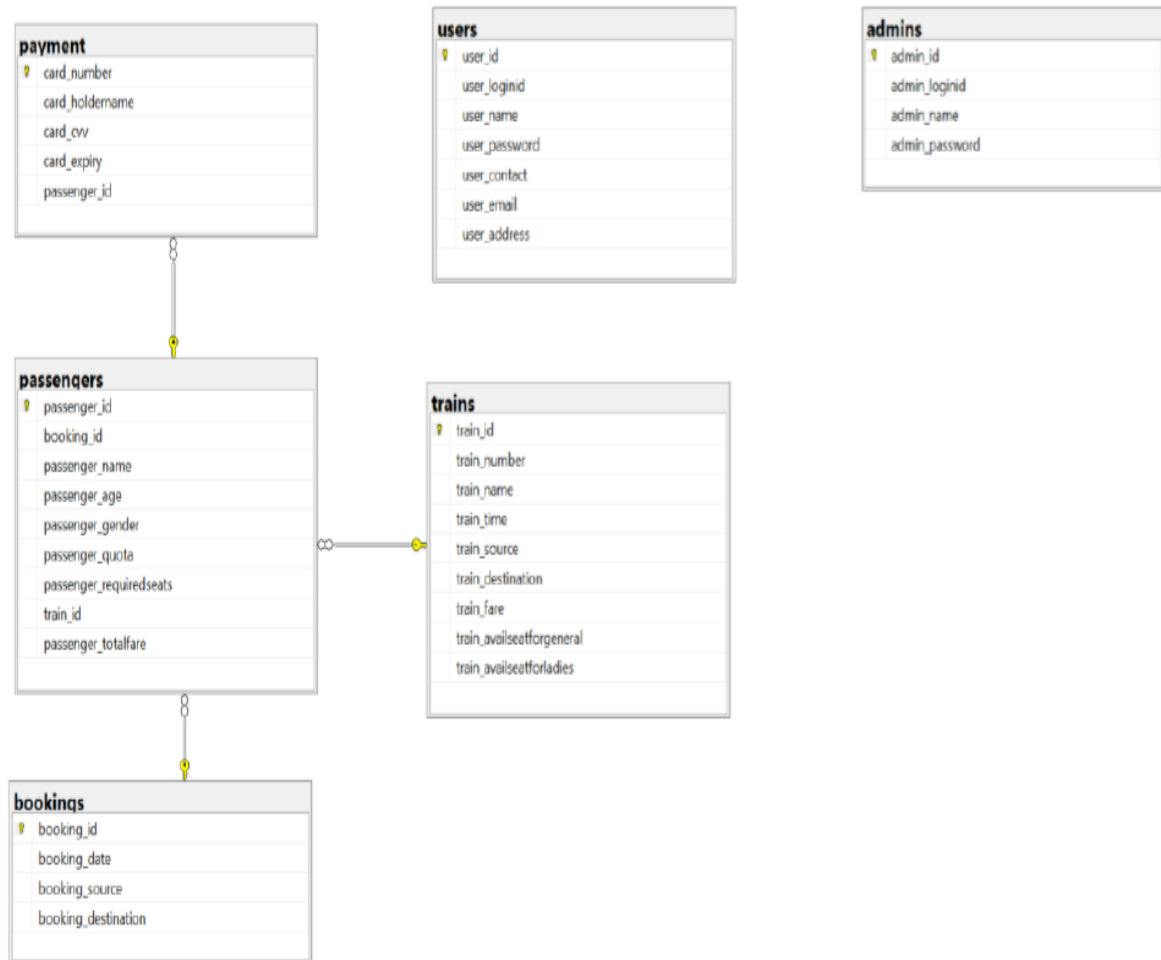 payment
card_number
card_holdername
card_cvv
card_expiry
passenger_id
users
user_id
user_loginid
user_name
user_password
user_contact
user_email
user_address
admins
admin_id
admin_loginid
admin_name
admin_password
passengers
passenger_id
booking_id
passenger_name
passenger_age
passenger_gender
passenger_quota
passenger_requiredseats
train_id
passenger_totalfare
trains
train_id
train_number
train_name
train_time
train_source
train_destination
train_fare
train_availseatforgeneral
train_availseatforladies
bookings
booking_id
booking_date
booking_source
booking_destination